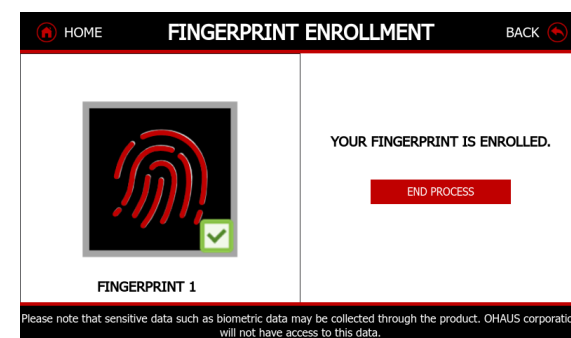 HOME FINGERPRINT ENROLLMENT BACK
YOUR FINGERPRINT IS ENROLLED.
END PROCESS
FINGERPRINT 1
Please note that sensitive data such as biometric data may be collected through the product. OHAUS corporatio
will not have access to this data.